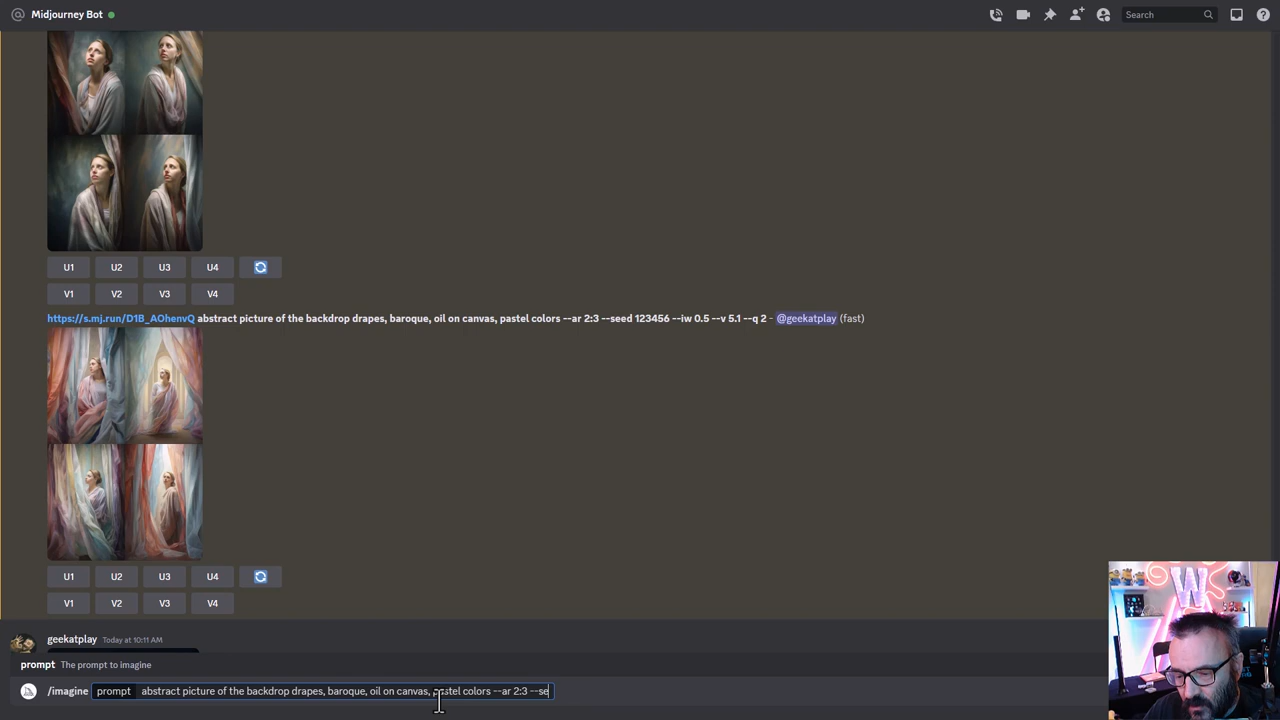 Midjourney Bot
Search
U1 U2 U3 U4
V1 V2 V3 V4
https://s.mj.run/D1B_AOhenvQ abstract picture of the backdrop drapes, baroque, oil on canvas, pastel colors --ar 2:3 --seed 123456 --iw 0.5 --v 5.1 --q 2 - @geekatplay (fast)
U1 U2 U3 U4
V1 V2 V3 V4
geekatplay Today at 10:11 AM
prompt The prompt to imagine
/imagine prompt abstract picture of the backdrop drapes, baroque, oil on canvas, pastel colors --ar 2:3 --se
W